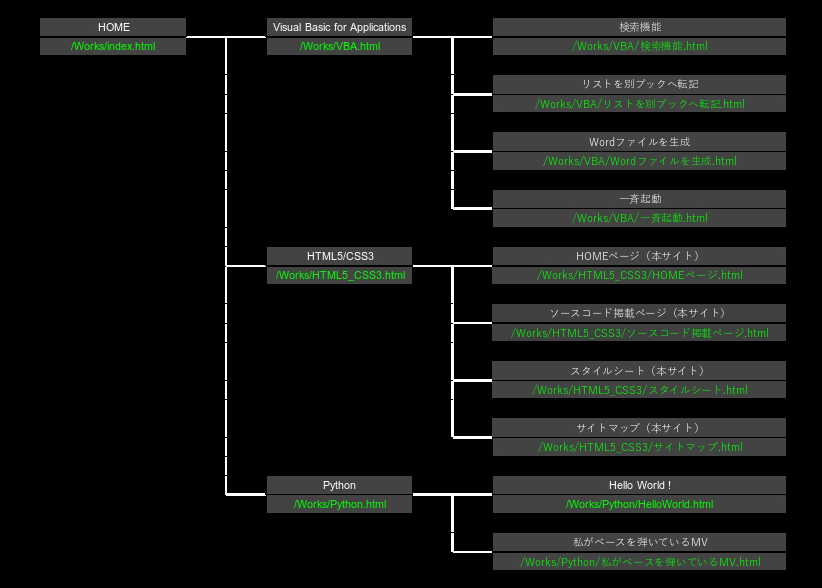 HOME
/Works/index.html
Visual Basic for Applications
/Works/VBA.html
検索機能
/Works/VBA/検索機能.html
リストを別ブックへ転記
/Works/VBA/リストを別ブックへ転記.html
Wordファイルを生成
/Works/VBA/Wordファイルを生成.html
一斉起動
/Works/VBA/一斉起動.html
HTML5/CSS3
/Works/HTML5_CSS3.html
HOMEページ（本サイト）
/Works/HTML5_CSS3/HOMEページ.html
ソースコード掲載ページ（本サイト）
/Works/HTML5_CSS3/ソースコード掲載ページ.html
スタイルシート（本サイト）
/Works/HTML5_CSS3/スタイルシート.html
サイトマップ（本サイト）
/Works/HTML5_CSS3/サイトマップ.html
Python
/Works/Python.html
Hello World !
/Works/Python/HelloWorld.html
私がベースを弾いているMV
/Works/Python/私がベースを弾いているMV.html